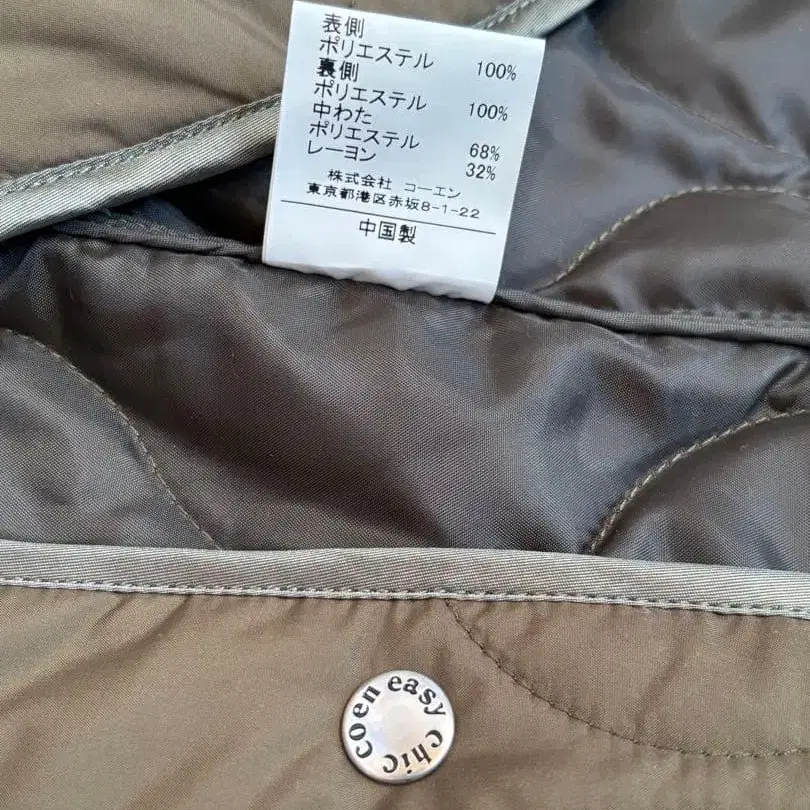 表側
ポリエステル 100%
裏側
ポリエステル 100%
中わた
ポリエステル 68%
レーヨン 32%
株式会社 コーエン
東京都港区赤坂8-1-22
中国製
coen easy chic